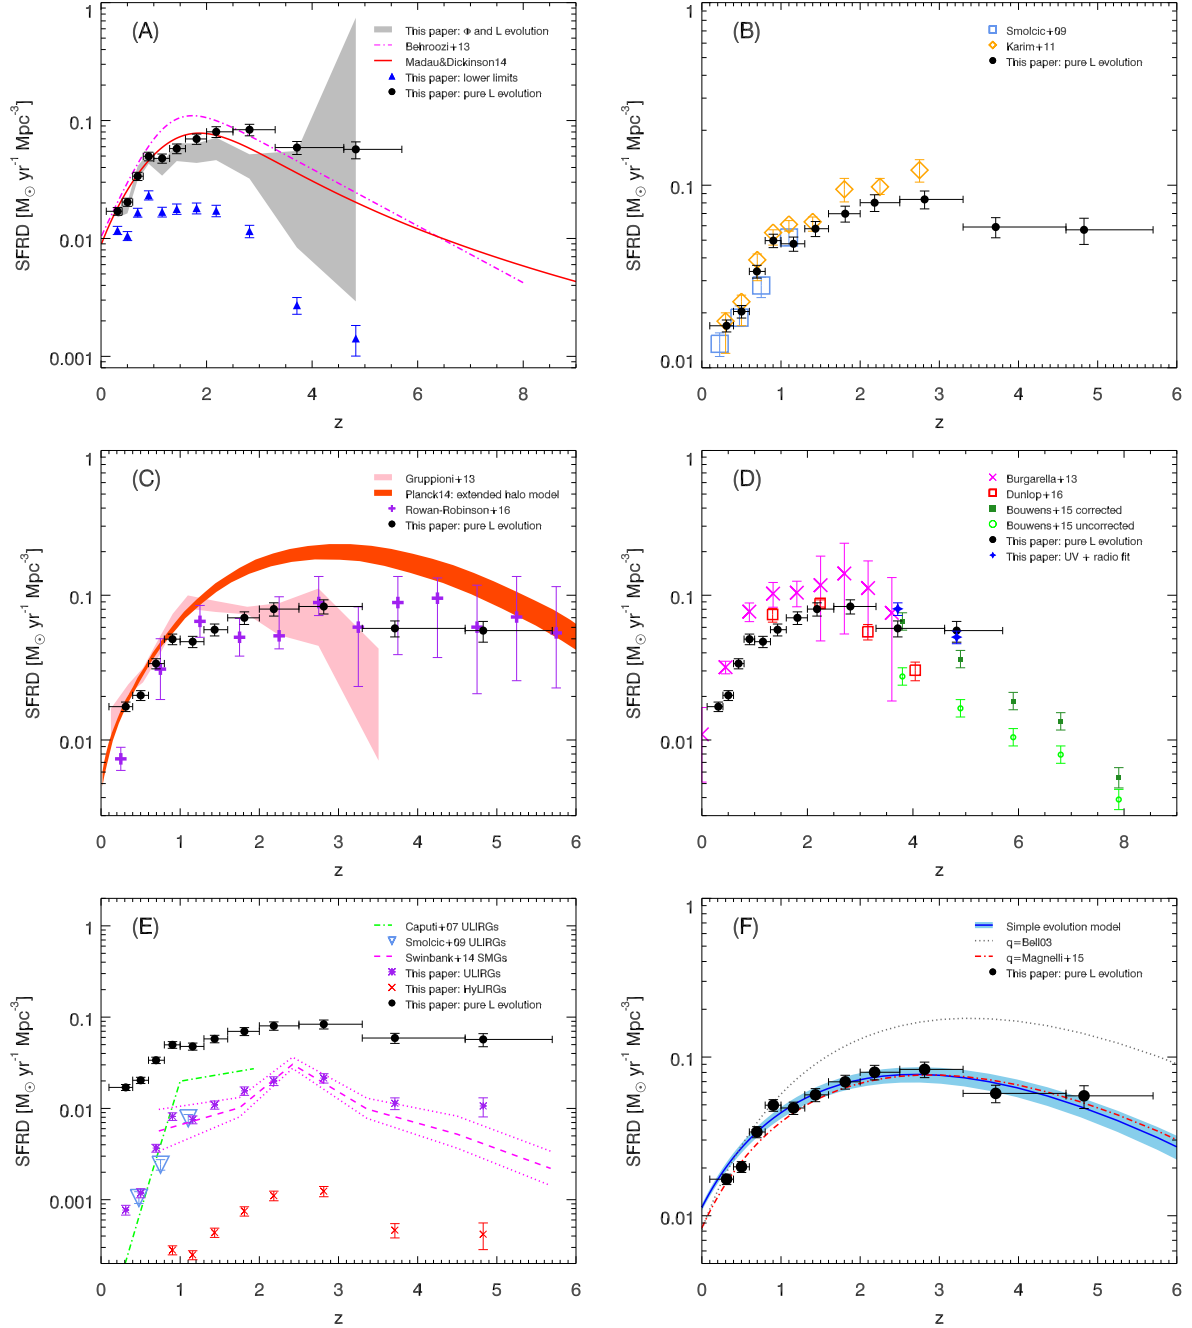 (A)
This paper: Φ and L evolution
Behroozi+13
Madau&Dickinson14
This paper: lower limits
This paper: pure L evolution
SFRD [M☉ yr-1 Mpc-3]
0.1
0.01
0.001
0 2 4 6 8
z
(B)
Smolcic+09
Karim+11
This paper: pure L evolution
SFRD [M☉ yr-1 Mpc-3]
1
0.1
0.01
0 1 2 3 4 5 6
z
(C)
Gruppioni+13
Planck14: extended halo model
Rowan-Robinson+16
This paper: pure L evolution
SFRD [M☉ yr-1 Mpc-3]
1
0.1
0.01
0 1 2 3 4 5 6
z
(D)
Burgarella+13
Dunlop+16
Bouwens+15 corrected
Bouwens+15 uncorrected
This paper: pure L evolution
This paper: UV + radio fit
SFRD [M☉ yr-1 Mpc-3]
1
0.1
0.01
0 2 4 6 8
z
(E)
Caputi+07 ULIRGs
Smolcic+09 ULIRGs
Swinbank+14 SMGs
This paper: ULIRGs
This paper: HyLIRGs
This paper: pure L evolution
SFRD [M☉ yr-1 Mpc-3]
1
0.1
0.01
0.001
0 1 2 3 4 5 6
z
(F)
Simple evolution model
q=Bell03
q=Magnelli+15
This paper: pure L evolution
SFRD [M☉ yr-1 Mpc-3]
1
0.1
0.01
0 1 2 3 4 5 6
z